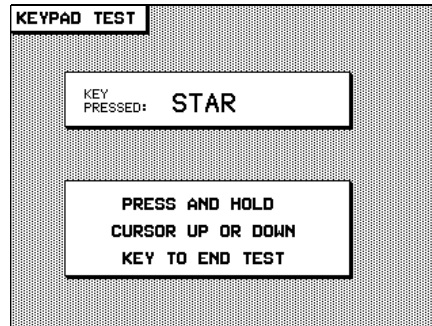 KEYPAD TEST
KEY
PRESSED: STAR
PRESS AND HOLD
CURSOR UP OR DOWN
KEY TO END TEST